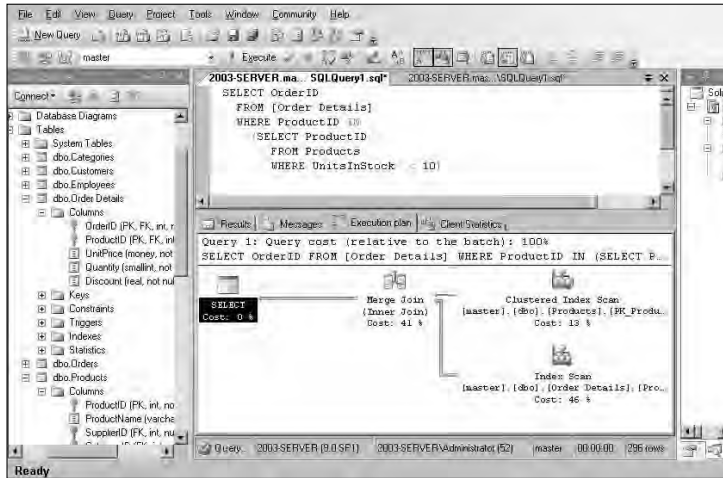 File Edit View Query Project Tools Window Community Help
New Query
master
Execute
2003-SERVER.ma... SQLQuery1.sql*
2003-SERVER.mas...\SQLQuery1.sql
Connect
Database Diagrams
Tables
System Tables
dbo.Categories
dbo.Customers
dbo.Employees
dbo.Order Details
Columns
OrderID (PK, FK, int, n
ProductID (PK, FK, int
UnitPrice (money, not
Quantity (smallint, not
Discount (real, not nul
Keys
Constraints
Triggers
Indexes
Statistics
dbo.Orders
dbo.Products
Columns
ProductID (PK, int, no
ProductName (varcha
SupplierID (FK, int, nu
SELECT OrderID
FROM [Order Details]
WHERE ProductID IN
(SELECT ProductID
FROM Products
WHERE UnitsInStock < 10)
Results Messages Execution plan Client Statistics
Query 1: Query cost (relative to the batch): 100%
SELECT OrderID FROM [Order Details] WHERE ProductID IN (SELECT P...
SELECT
Cost: 0 %
Merge Join
(Inner Join)
Cost: 41 %
Clustered Index Scan
[master].[dbo].[Products].[PK_Produ...
Cost: 13 %
Index Scan
[master].[dbo].[Order Details].[Pro...
Cost: 46 %
Query. 2003-SERVER (9.0 SP1) 2003-SERVER\Administrator (52) master 00:00:00 296 rows
Solu
Ready